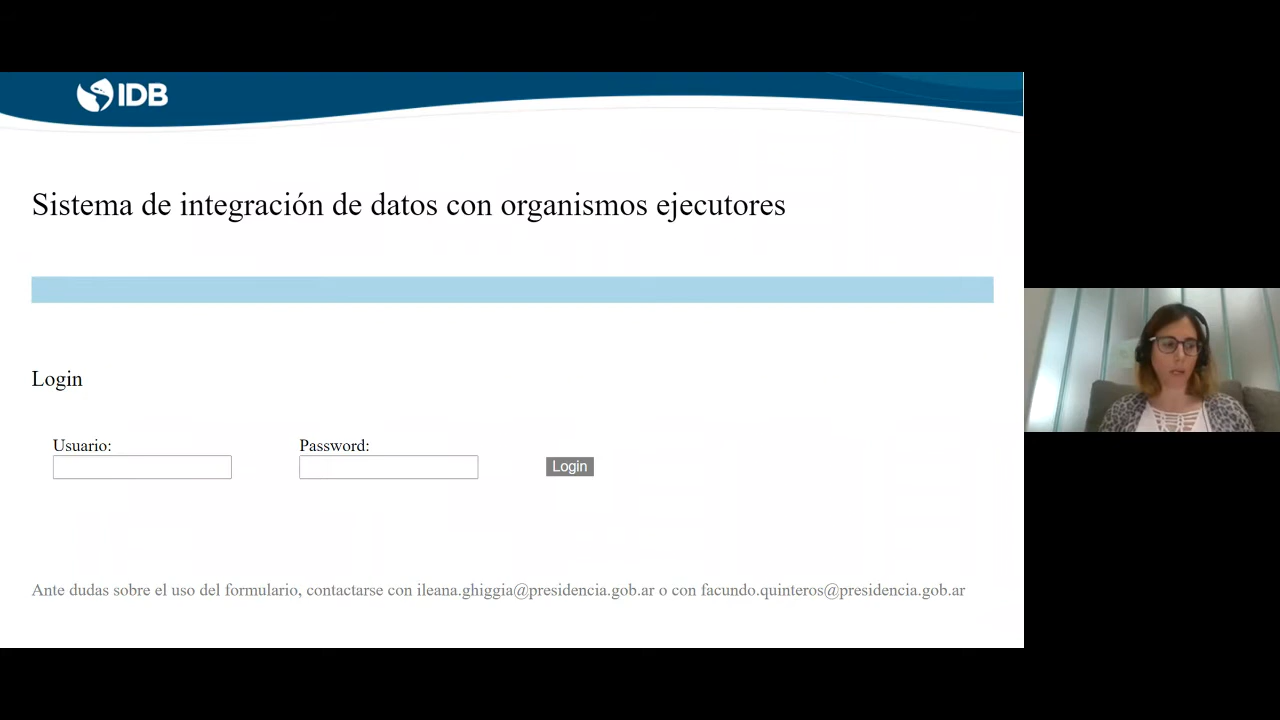 IDB
Sistema de integración de datos con organismos ejecutores
Login
Usuario:
Password:
Login
Ante dudas sobre el uso del formulario, contactarse con ileana.ghiggia@presidencia.gob.ar o con facundo.quinteros@presidencia.gob.ar